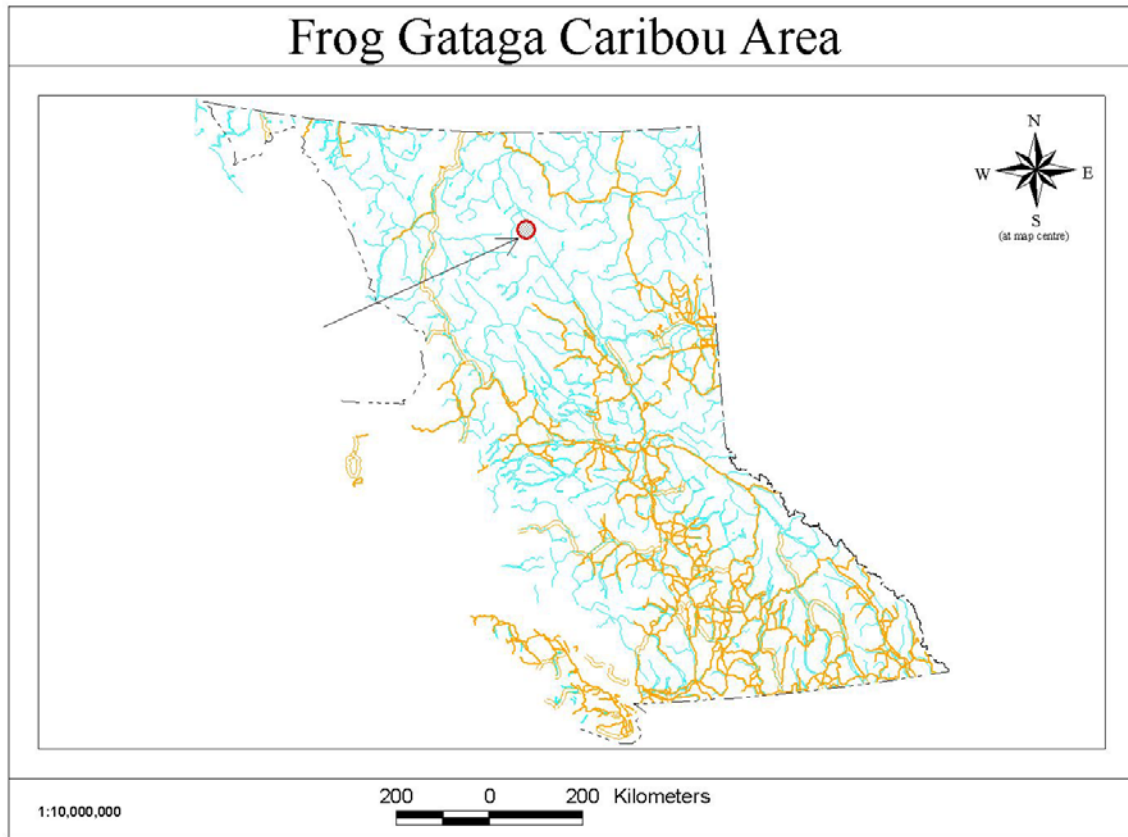 Frog Gataga Caribou Area
N
W E
S
(at map centre)
200 0 200 Kilometers
1:10,000,000